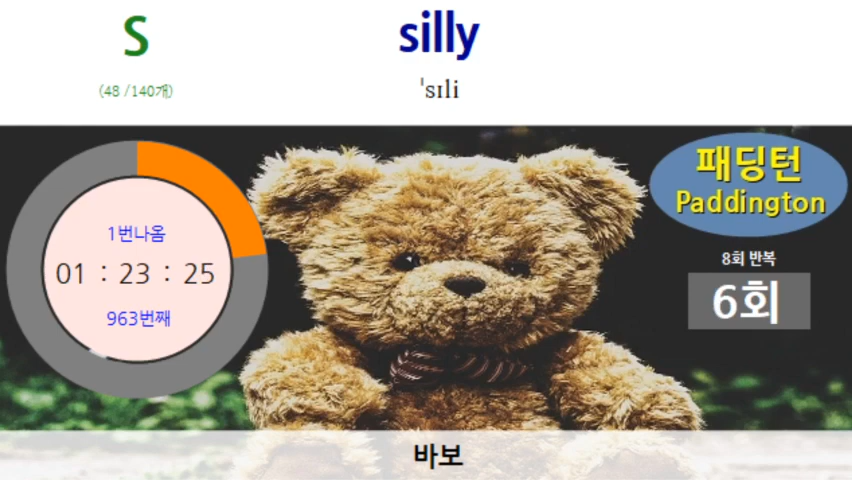 S
(48 /140개)
silly
ˈsɪli
1번나옴
01 : 23 : 25
963번째
패딩턴
Paddington
8회 반복
6회
바보